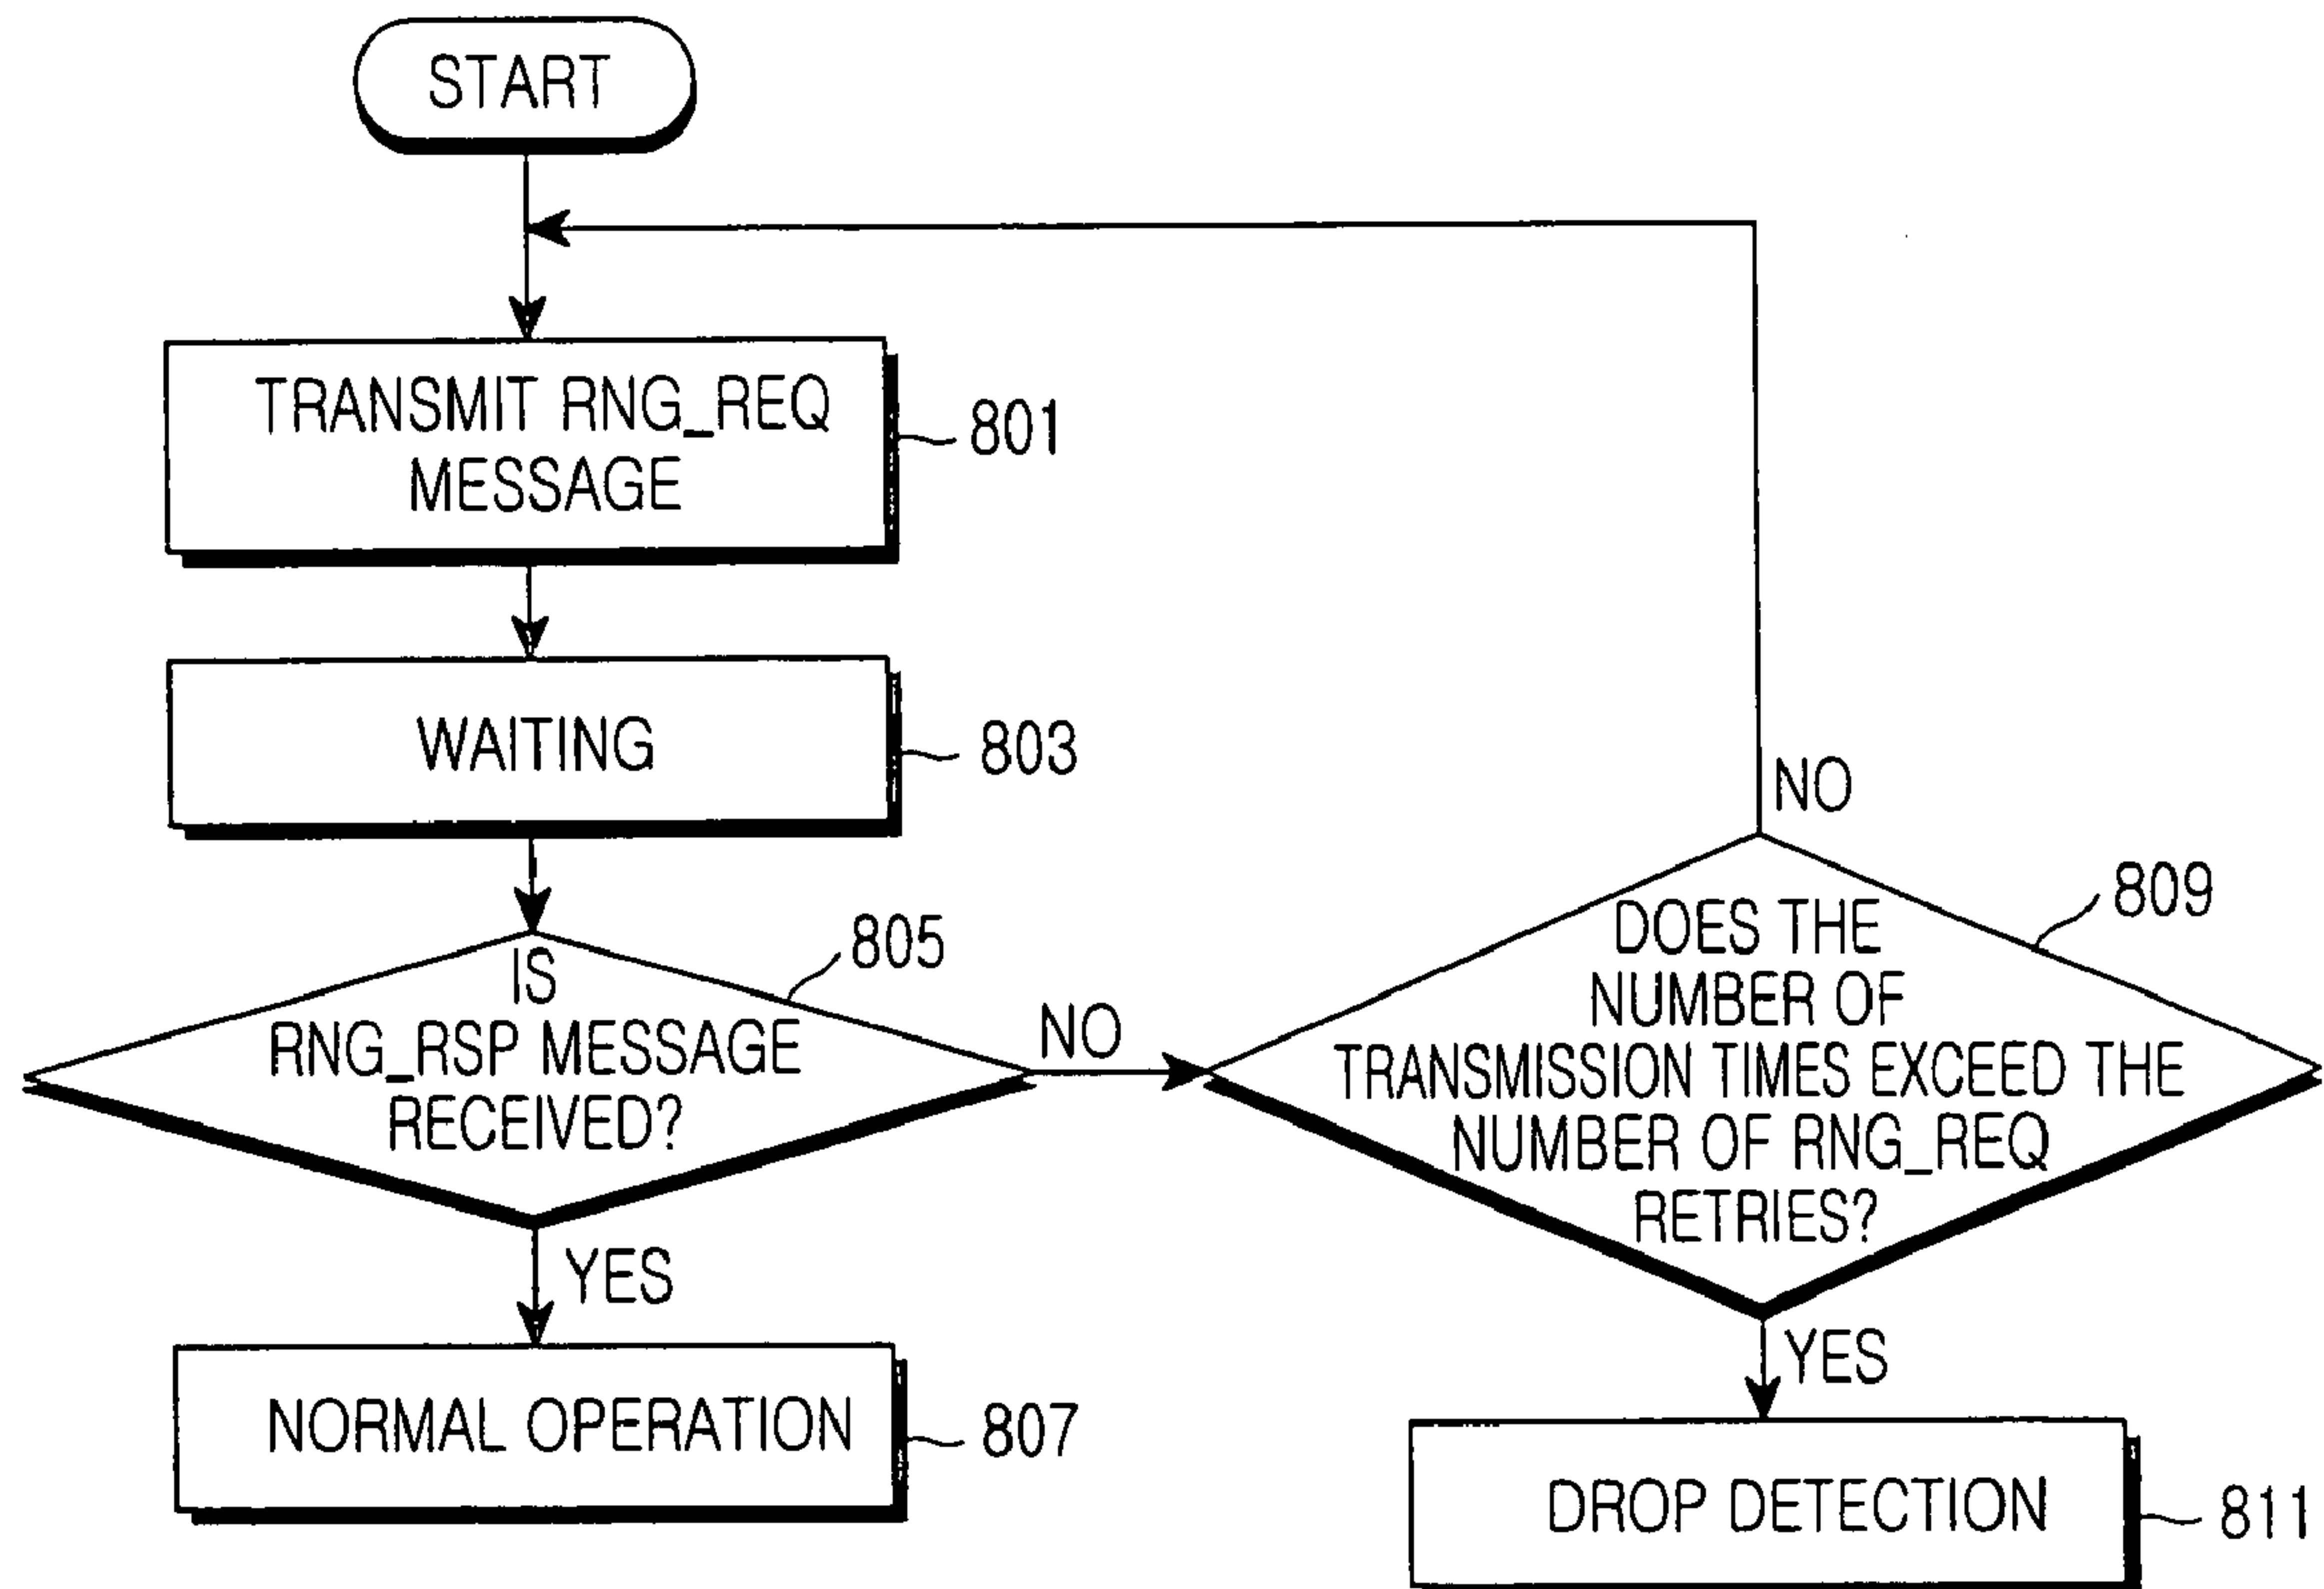 START
TRANSMIT RNG_REQ
MESSAGE
801
WAITING
803
IS
RNG_RSP MESSAGE
RECEIVED?
805
NO
YES
NORMAL OPERATION
807
DOES THE
NUMBER OF
TRANSMISSION TIMES EXCEED THE
NUMBER OF RNG_REQ
RETRIES?
809
NO
YES
DROP DETECTION
811